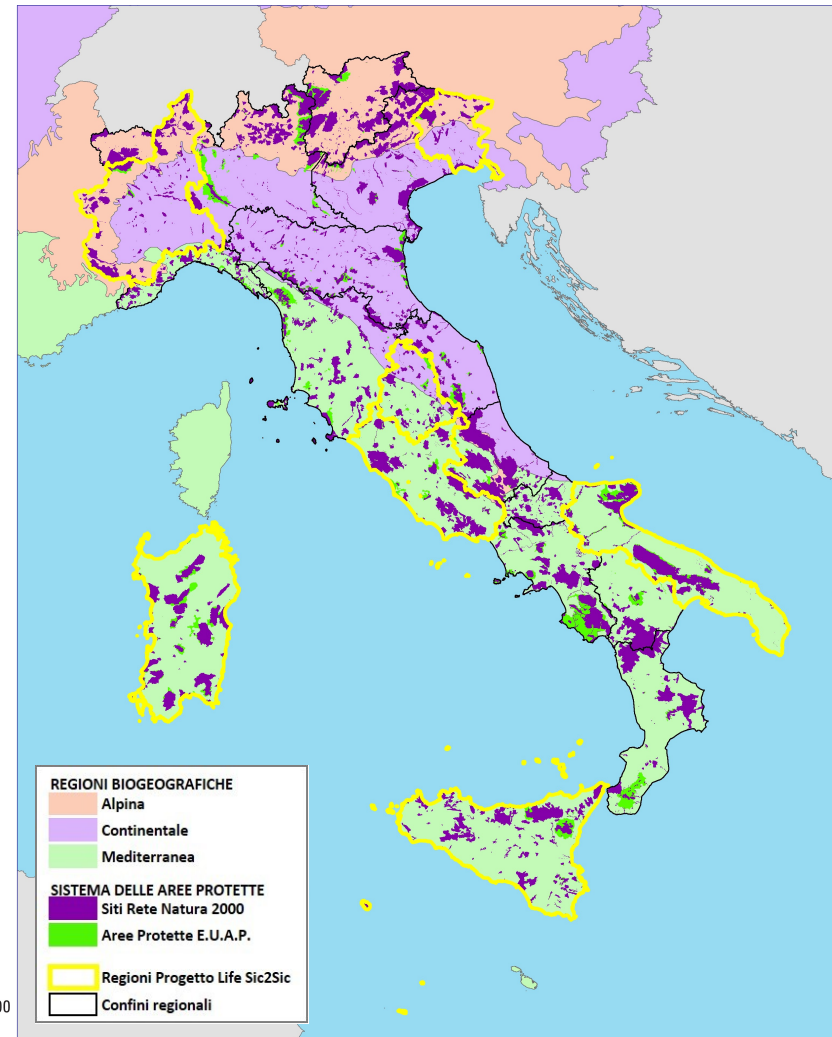 REGIONI BIOGEOGRAFICHE
Alpina
Continentale
Mediterranea
SISTEMA DELLE AREE PROTETTE
Siti Rete Natura 2000
Aree Protette E.U.A.P.
Regioni Progetto Life Sic2Sic
Confini regionali
00